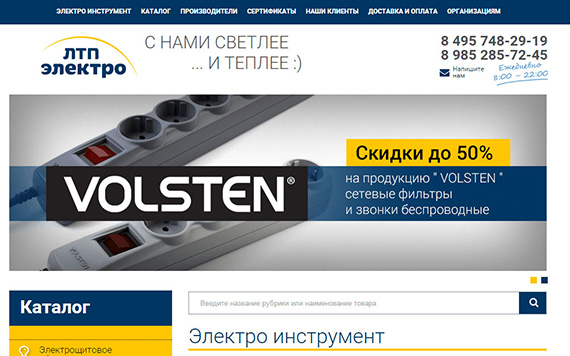 ЭЛЕКТРО ИНСТРУМЕНТ КАТАЛОГ ПРОИЗВОДИТЕЛИ СЕРТИФИКАТЫ НАШИ КЛИЕНТЫ ДОСТАВКА И ОПЛАТА ОРГАНИЗАЦИЯМ
ЛТП
электро
С НАМИ СВЕТЛЕЕ
... И ТЕПЛЕЕ :)
8 495 748-29-19
8 985 285-72-45
Напишите
нам
Ежедневно
8:00 - 22:00
Скидки до 50%
VOLSTEN®
на продукцию " VOLSTEN "
сетевые фильтры
и звонки беспроводные
Каталог
Введите название рубрики или наименование товара
Электро инструмент
Электрощитовое